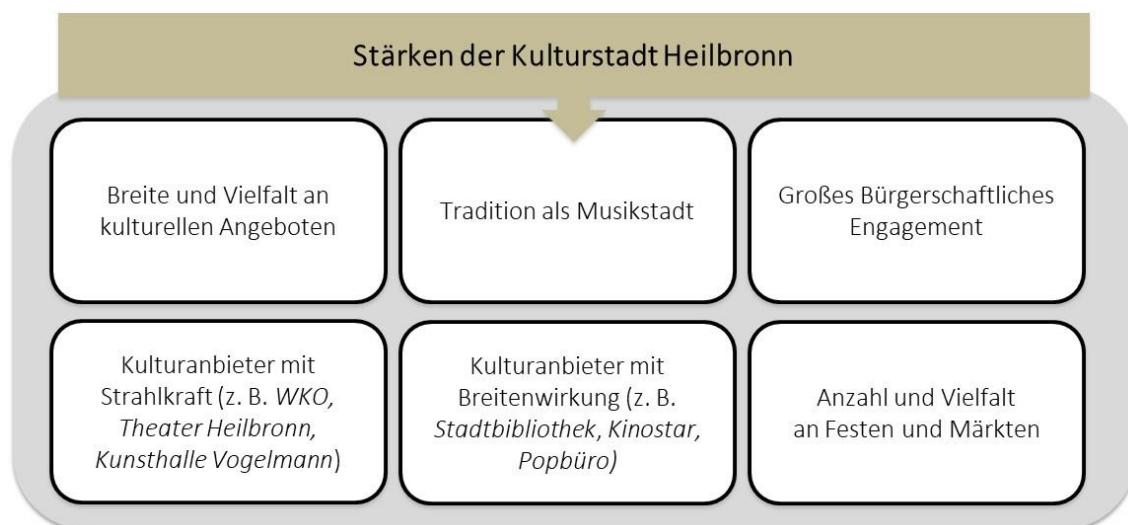 Stärken der Kulturstadt Heilbronn
Breite und Vielfalt an
kulturellen Angeboten
Tradition als Musikstadt
Großes Bürgerschaftliches
Engagement
Kulturanbieter mit
Strahlkraft (z. B. WKO,
Theater Heilbronn,
Kunsthalle Vogelmann)
Kulturanbieter mit
Breitenwirkung (z. B.
Stadtbibliothek, Kinostar,
Popbüro)
Anzahl und Vielfalt
an Festen und Märkten